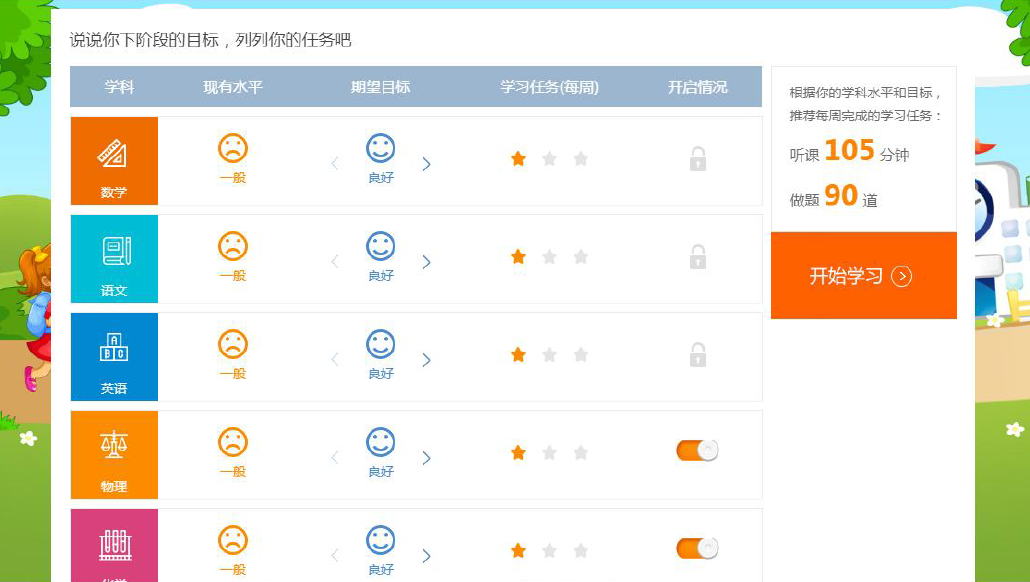 说说你下阶段的目标，列列你的任务吧
学科 现有水平 期望目标 学习任务(每周) 开启情况
数学 一般 良好
语文 一般 良好
A
B C
英语 一般 良好
物理 一般 良好
一般 良好
根据你的学科水平和目标，
推荐每周完成的学习任务：
听课 105 分钟
做题 90 道
开始学习